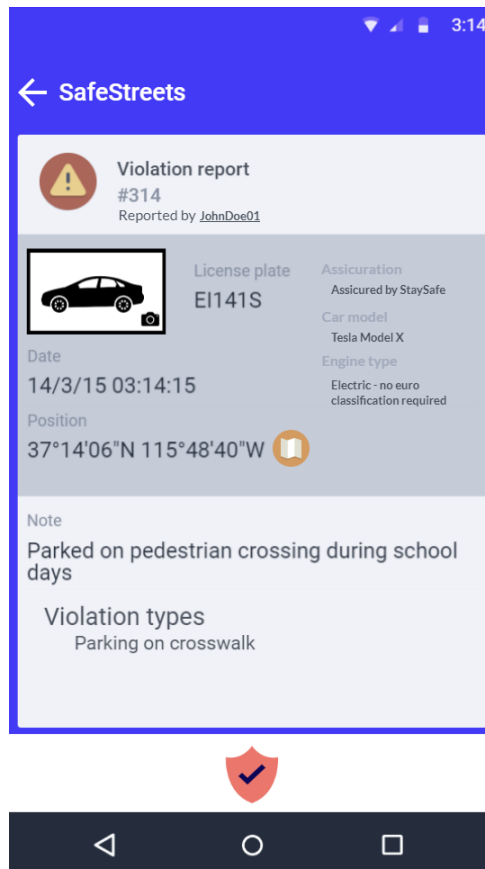 3:14
SafeStreets
Violation report
#314
Reported by JohnDoe01
License plate
EI141S
Assicuration
Assicured by StaySafe
Car model
Tesla Model X
Engine type
Electric - no euro
classification required
Date
14/3/15 03:14:15
Position
37°14'06"N 115°48'40"W
Note
Parked on pedestrian crossing during school
days
Violation types
Parking on crosswalk